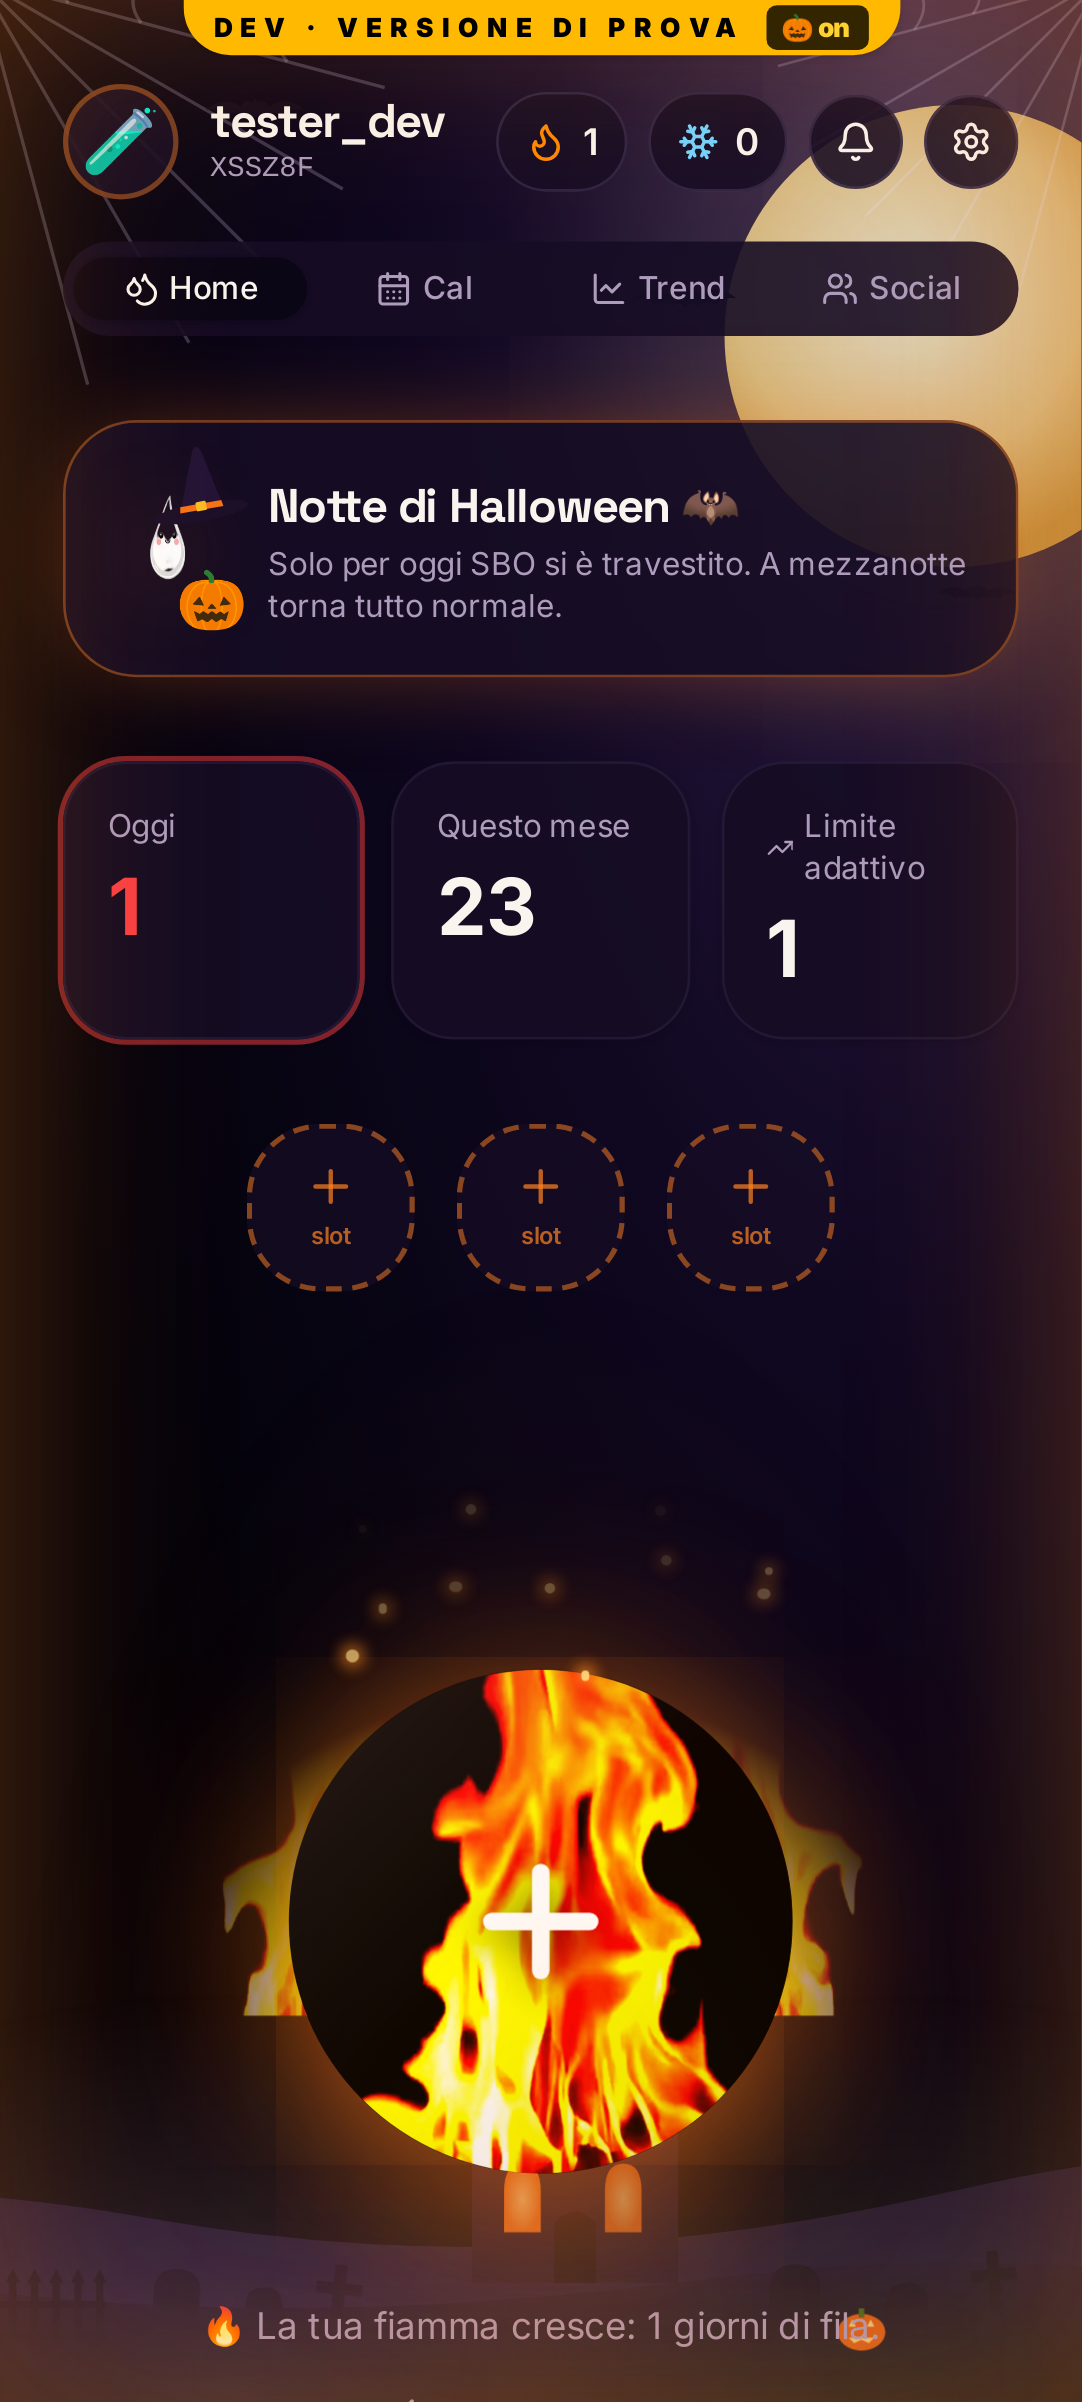 DEV · VERSIONE DI PROVA 🎃 on
tester_dev
XSSZ8F
1
0
Home
Cal
Trend
Social
Notte di Halloween 🦇
Solo per oggi SBO si è travestito. A mezzanotte
torna tutto normale.
Oggi
1
Questo mese
23
Limite
adattivo
1
slot
slot
slot
🔥 La tua fiamma cresce: 1 giorni di fila.